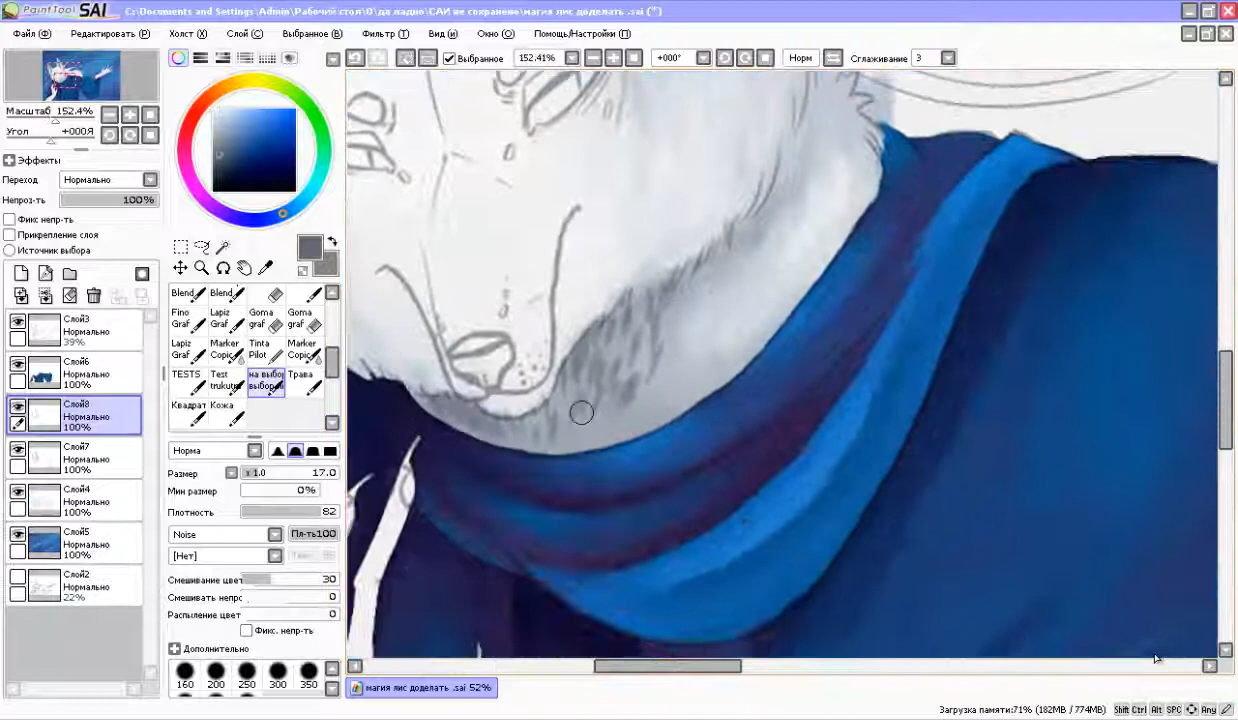 PaintTool SAI C:\Documents and Settings\Admin\Рабочий стол\0\да ладно\САИ не сохранено\магия лис доделать .sai (*)
Файл (Ф) Редактировать (P) Холст (X) Слой (C) Выбранное (B) Фильтр (T) Вид (И) Окно (O) Помощь/Настройки (П)
Выбранное 152.41% +000° Норм Сглаживание 3
Масштаб 152.4%
Угол +000Я
Эффекты
Переход Нормально
Непроз-ть 100%
Фикс непр-ть
Прикрепление слоя
Источник выбора
Слой3
Нормально
39%
Слой6
Нормально
100%
Слой8
Нормально
100%
Слой7
Нормально
100%
Слой4
Нормально
100%
Слой5
Нормально
100%
Слой2
Нормально
22%
Blend Blend
Fino Graf Lapiz Graf Goma graf Goma graf
Lapiz Graf Marker Copic Tinta Pilot Marker Copic
TESTS Test trukutru на выбор выбор Трава
Квадрат Кожа
Норма
Размер x 1.0 17.0
Мин размер 0%
Плотность 82
Noise Пл-ть100
[Нет]
Смешивание цвет 30
Смешивать непрс 0
Распыление цвет 0
Фикс. непр-ть
Дополнительно
160 200 250 300 350
магия лис доделать .sai 52%
Загрузка памяти:71% (182MB / 774MB) Shift Ctrl Alt SPC Any